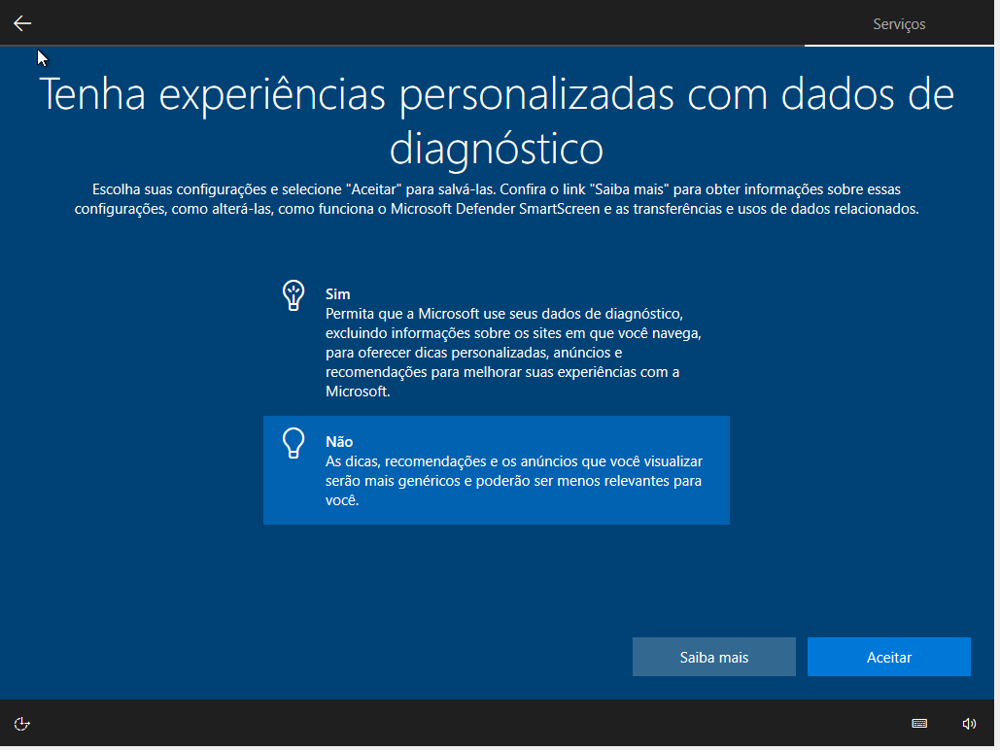 Serviços
Tenha experiências personalizadas com dados de
diagnóstico
Escolha suas configurações e selecione "Aceitar" para salvá-las. Confira o link "Saiba mais" para obter informações sobre essas
configurações, como alterá-las, como funciona o Microsoft Defender SmartScreen e as transferências e usos de dados relacionados.
Sim
Permita que a Microsoft use seus dados de diagnóstico,
excluindo informações sobre os sites em que você navega,
para oferecer dicas personalizadas, anúncios e
recomendações para melhorar suas experiências com a
Microsoft.
Não
As dicas, recomendações e os anúncios que você visualizar
serão mais genéricos e poderão ser menos relevantes para
você.
Saiba mais
Aceitar